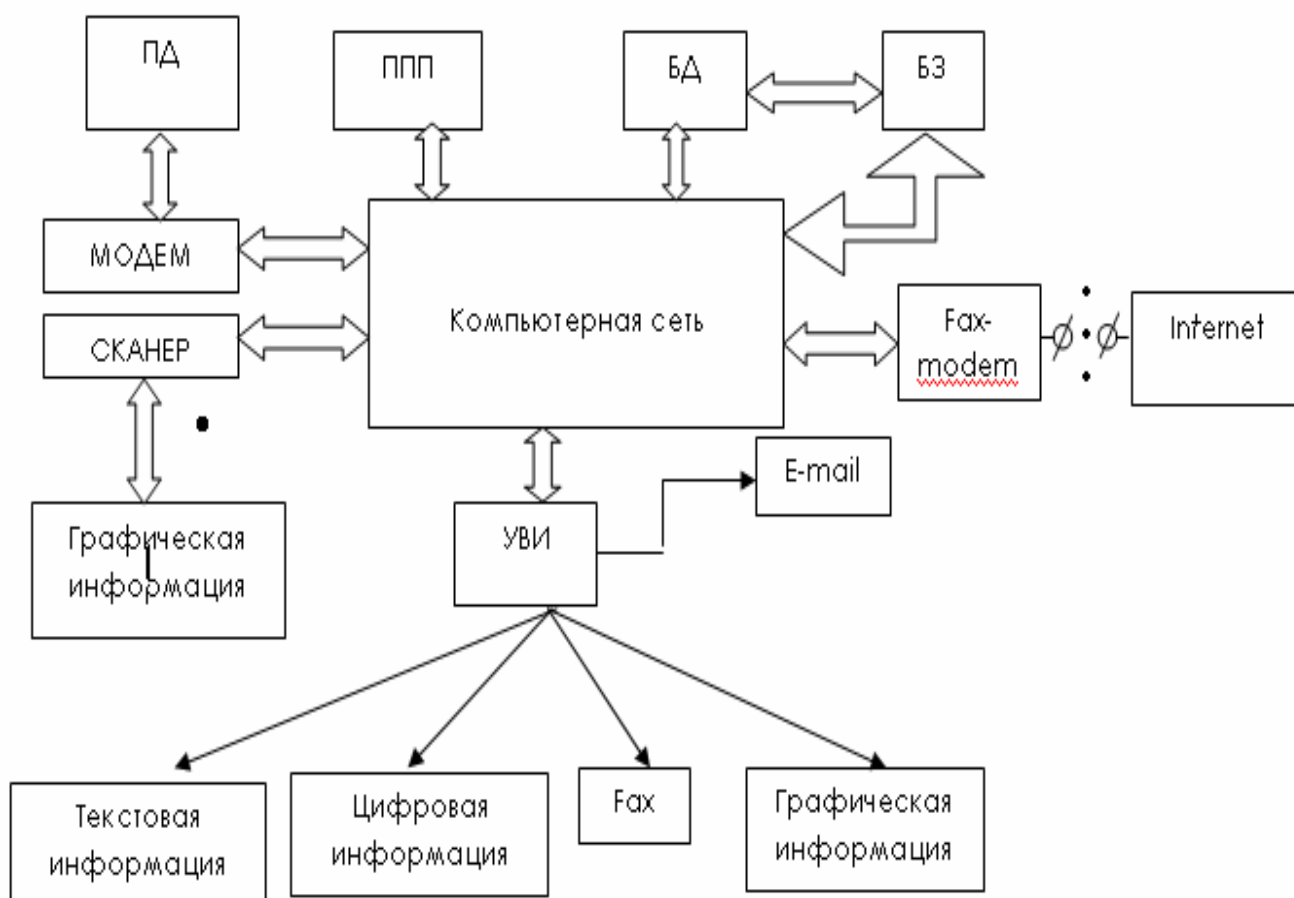 ПД
ППП
БД
БЗ
МОДЕМ
СКАНЕР
Компьютерная сеть
Fax-
modem
Internet
E-mail
Графическая
информация
УВИ
Текстовая
информация
Цифровая
информация
Fax
Графическая
информация